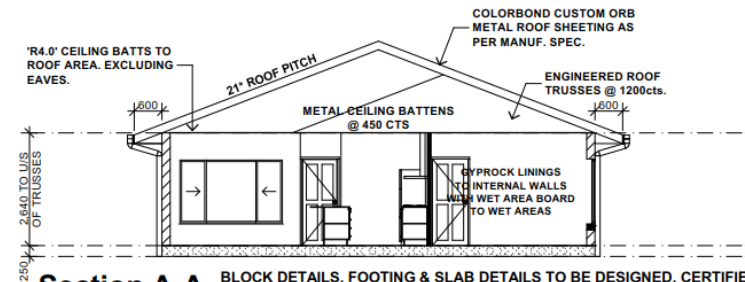 COLORBOND CUSTOM ORB
METAL ROOF SHEETING AS
PER MANUF. SPEC.
'R4.0' CEILING BATTS TO
ROOF AREA. EXCLUDING
EAVES.
21° ROOF PITCH
ENGINEERED ROOF
TRUSSES @ 1200cts.
600
METAL CEILING BATTENS
@ 450 CTS
600
2,640 TO U/S
OF TRUSSES
GYPROCK LININGS
TO INTERNAL WALLS
WITH WET AREA BOARD
TO WET AREAS
250
Section A-A
BLOCK DETAILS, FOOTING & SLAB DETAILS TO BE DESIGNED, CERTIFIE